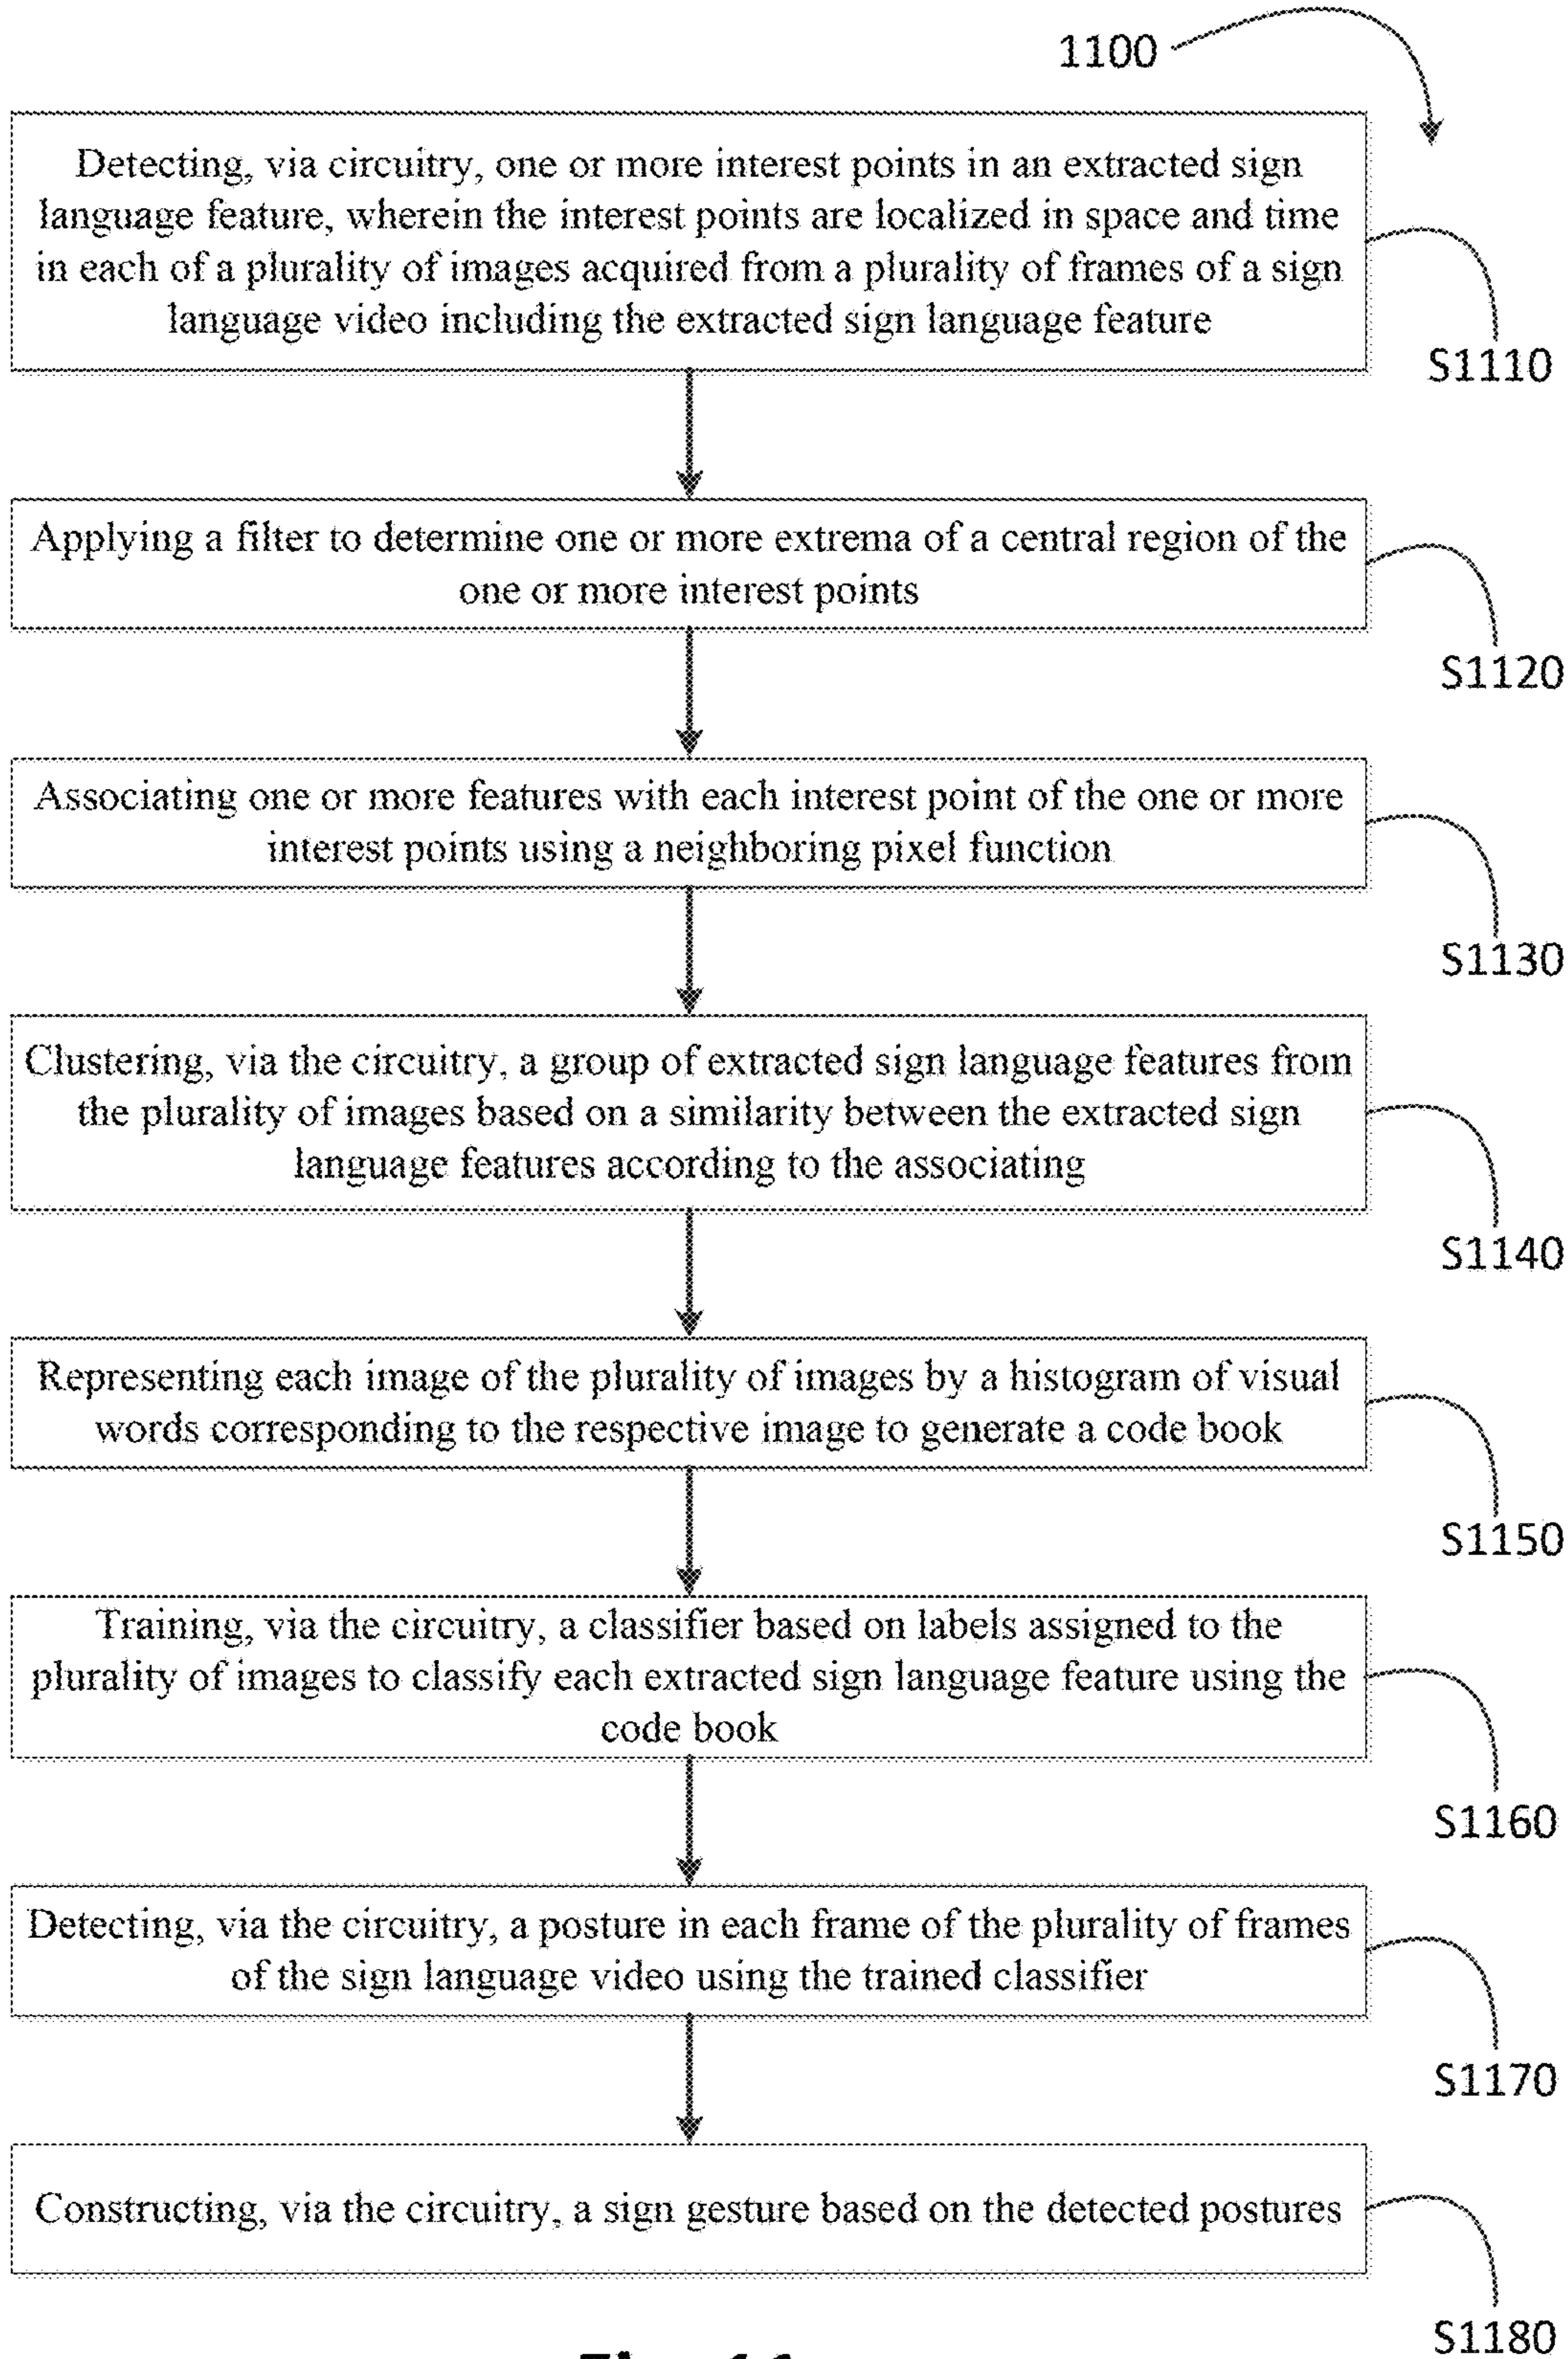 1100
Detecting, via circuitry, one or more interest points in an extracted sign
language feature, wherein the interest points are localized in space and time
in each of a plurality of images acquired from a plurality of frames of a sign
language video including the extracted sign language feature
S1110
Applying a filter to determine one or more extrema of a central region of the
one or more interest points
S1120
Associating one or more features with each interest point of the one or more
interest points using a neighboring pixel function
S1130
Clustering, via the circuitry, a group of extracted sign language features from
the plurality of images based on a similarity between the extracted sign
language features according to the associating
S1140
Representing each image of the plurality of images by a histogram of visual
words corresponding to the respective image to generate a code book
S1150
Training, via the circuitry, a classifier based on labels assigned to the
plurality of images to classify each extracted sign language feature using the
code book
S1160
Detecting, via the circuitry, a posture in each frame of the plurality of frames
of the sign language video using the trained classifier
S1170
Constructing, via the circuitry, a sign gesture based on the detected postures
S1180